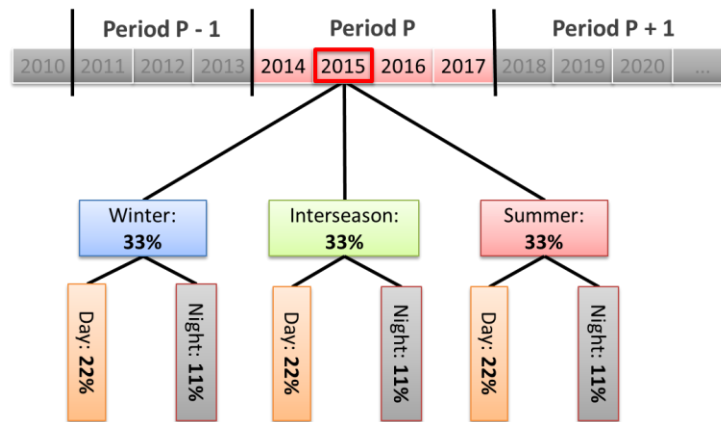 Period P - 1 Period P Period P + 1
2010 2011 2012 2013 2014 2015 2016 2017 2018 2019 2020 ...
Winter: Interseason: Summer:
33% 33% 33%
Day: 22% Night: 11% Day: 22% Night: 11% Day: 22% Night: 11%